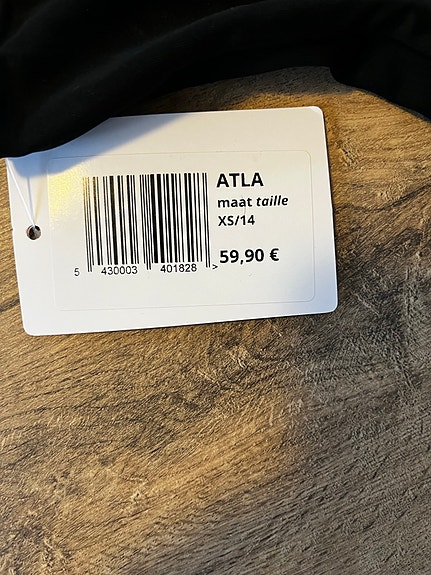 ATLA
maat taille
XS/14
59,90 €
5 430003 401828 >